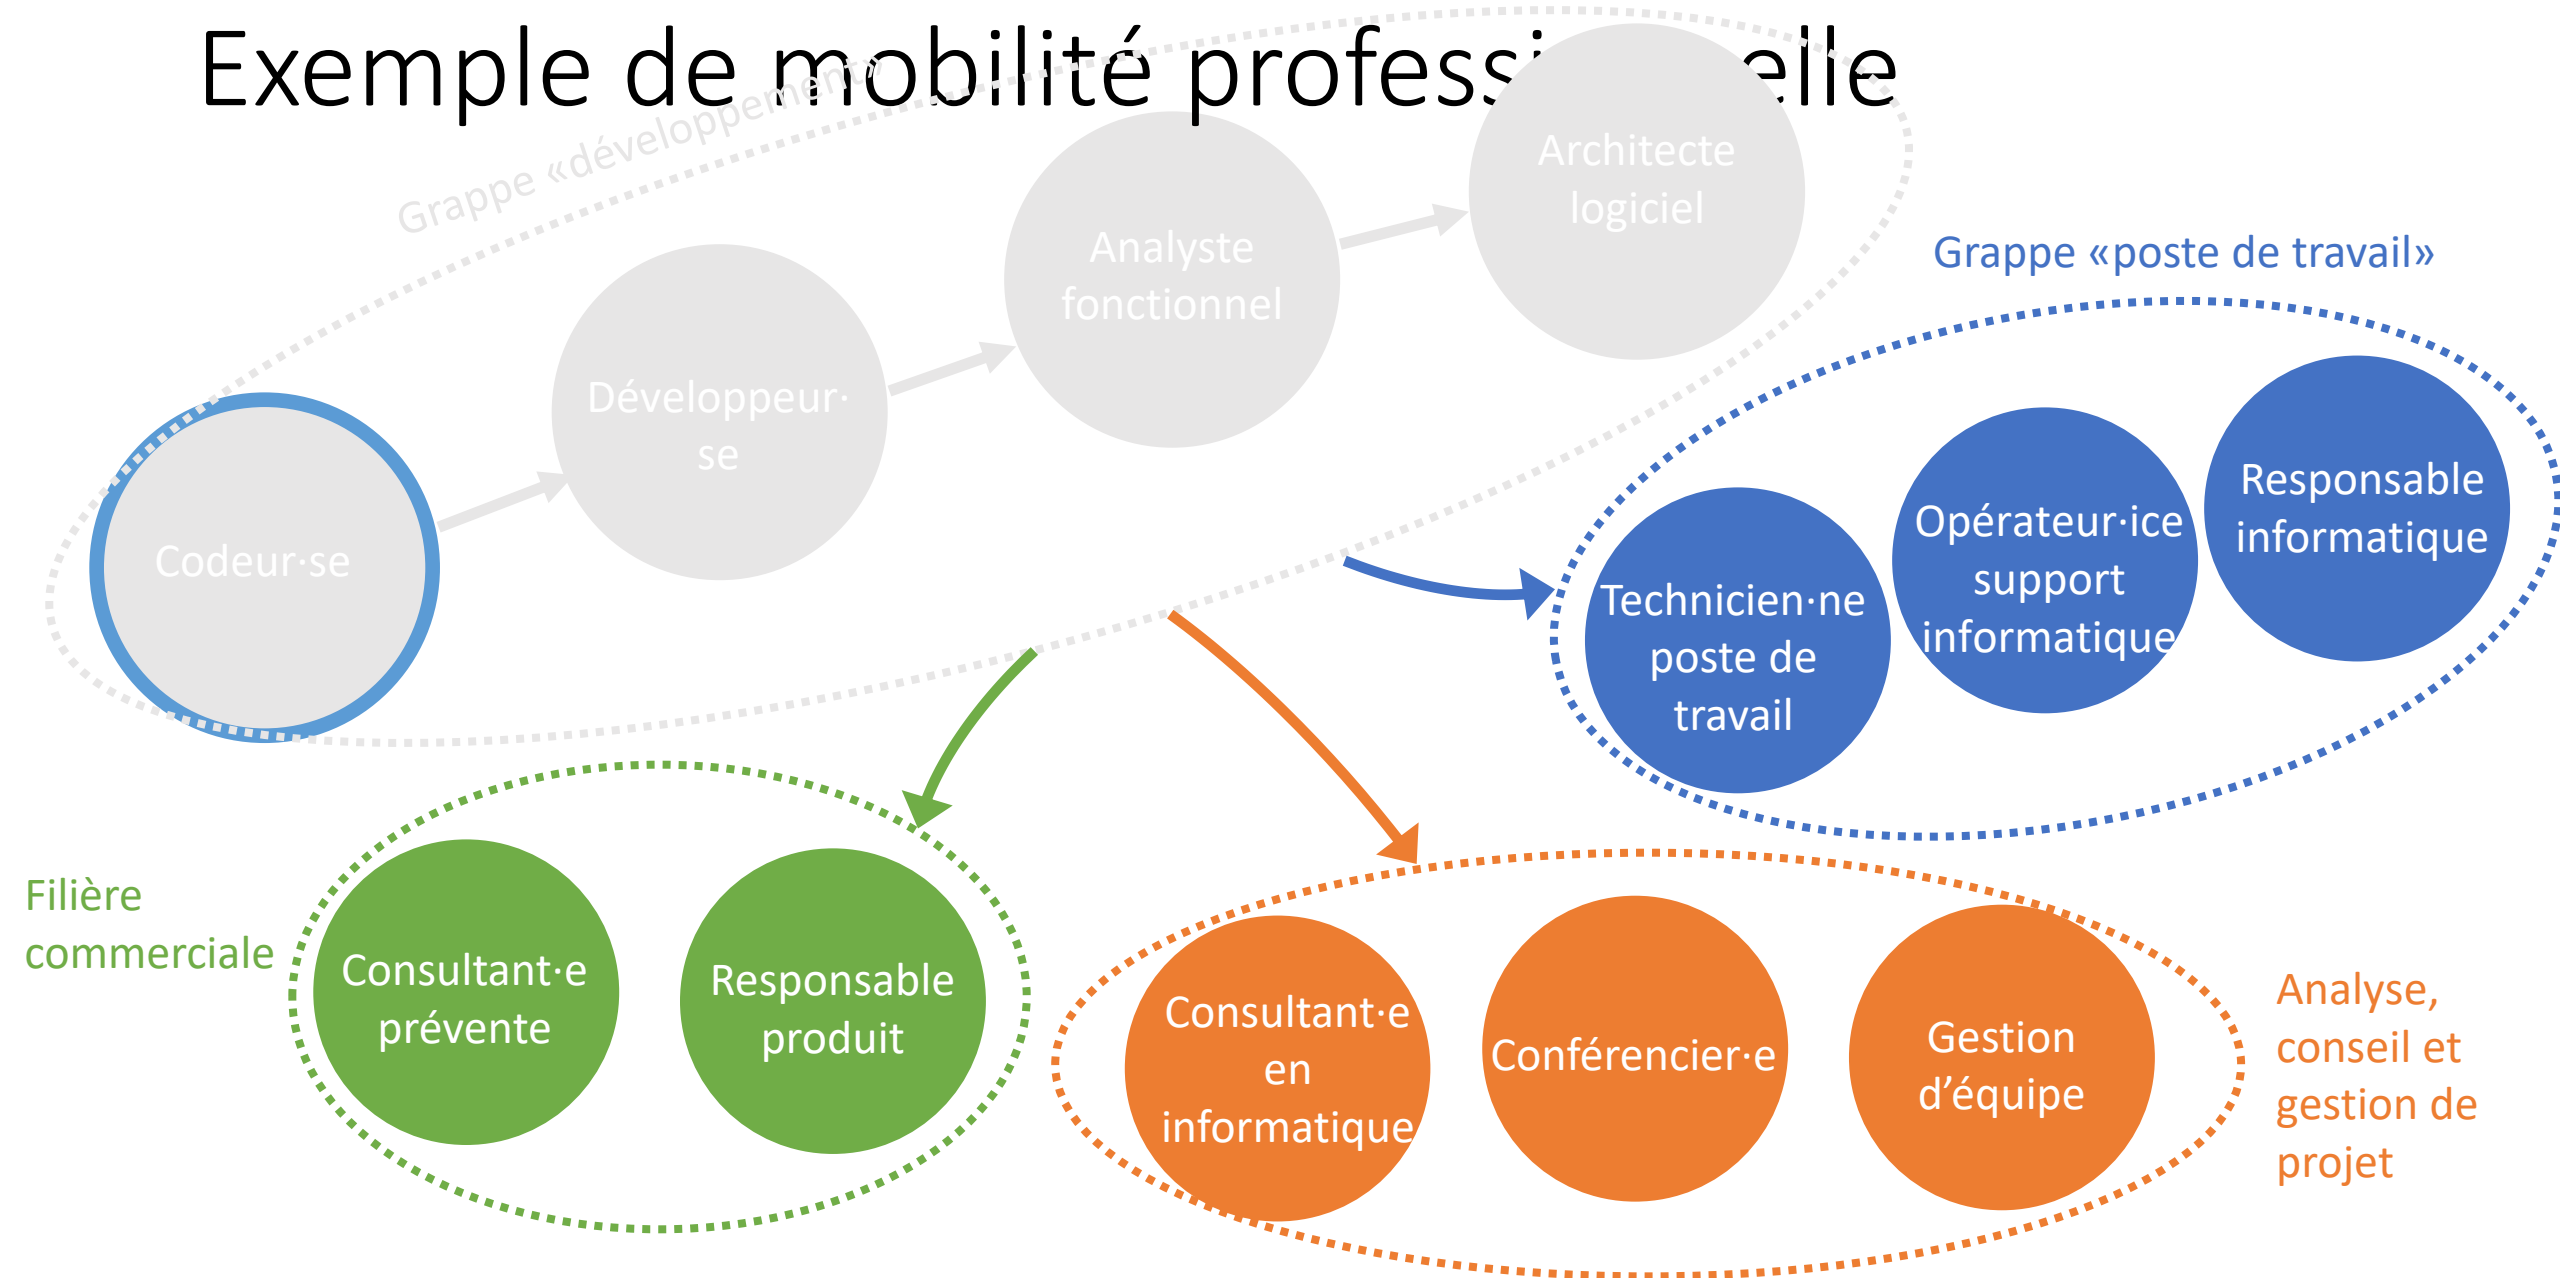 Exemple de mobilité professionnelle
Grappe «développement»
Architecte
logiciel
Analyste
fonctionnel
Développeur·
se
Codeur·se
Grappe «poste de travail»
Responsable
informatique
Opérateur·ice
support
informatique
Technicien·ne
poste de
travail
Filière
commerciale
Consultant·e
prévente
Responsable
produit
Consultant·e
en
informatique
Conférencier·e
Gestion
d’équipe
Analyse,
conseil et
gestion de
projet